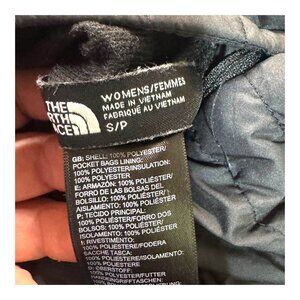 THE
NORTH
FACE
WOMENS/FEMMES
MADE IN VIETNAM
FABRIQUÉ AU VIETNAM
S/P
GB: SHELL: 100% POLYESTER/
POCKET BAGS LINING:
100% POLYESTER/INSULATION:
100% POLYESTER
E: ARMAZÓN: 100% POLIÉSTER/
FORRO DE LAS BOLSAS DEL
BOLSILLO: 100% POLIÉSTER/
AISLAMIENTO: 100% POLIÉSTER
P: TECIDO PRINCIPAL:
100% POLIÉSTER/FORRO DOS
BOLSOS: 100% POLIÉSTER/
ISOLAMENTO: 100% POLIÉSTER
I: RIVESTIMENTO:
100% POLIESTERE/FODERA
SACCHE TASCA:
100% POLIESTERE/ISOLAMENTO:
100% POLIESTERE
D: OBERSTOFF:
100% POLYESTER/FUTTER